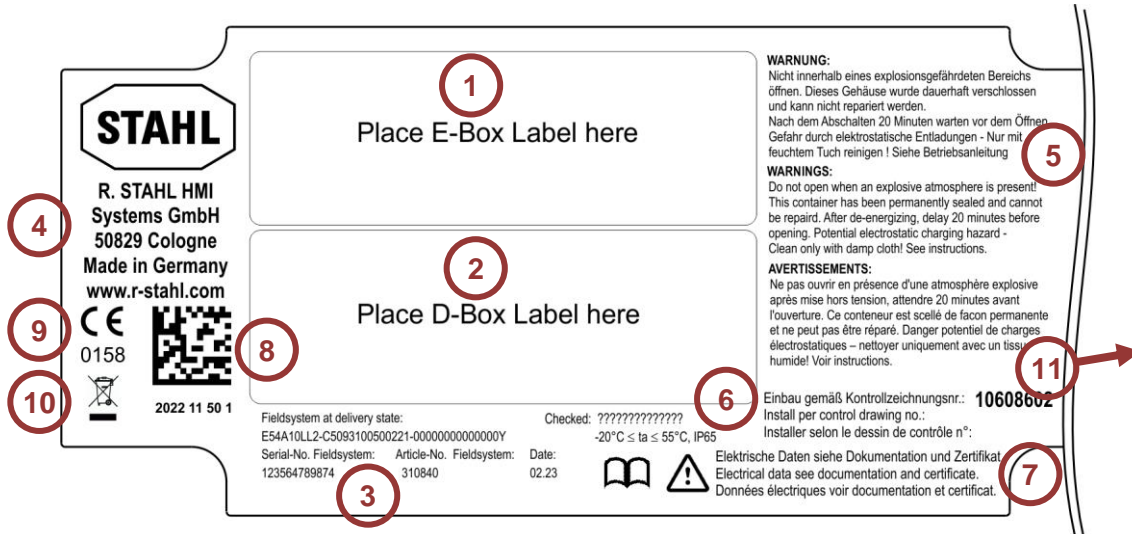 STAHL
R. STAHL HMI
Systems GmbH
50829 Cologne
Made in Germany
www.r-stahl.com
4
9
CE
0158
8
10
2022 11 50 1
1
Place E-Box Label here
2
Place D-Box Label here
Fieldsystem at delivery state:
Checked: ??????????????
E54A10LL2-C5093100500221-00000000000000Y
-20°C ≤ ta ≤ 55°C, IP65
Serial-No. Fieldsystem: Article-No. Fieldsystem: Date:
123564789874 310840 02.23
3
WARNUNG:
Nicht innerhalb eines explosionsgefährdeten Bereichs
öffnen. Dieses Gehäuse wurde dauerhaft verschlossen
und kann nicht repariert werden.
Nach dem Abschalten 20 Minuten warten vor dem Öffnen
Gefahr durch elektrostatische Entladungen - Nur mit
feuchtem Tuch reinigen ! Siehe Betriebsanleitung
5
WARNINGS:
Do not open when an explosive atmosphere is present!
This container has been permanently sealed and cannot
be repaird. After de-energizing, delay 20 minutes before
opening. Potential electrostatic charging hazard -
Clean only with damp cloth! See instructions.
AVERTISSEMENTS:
Ne pas ouvrir en présence d'une atmosphère explosive
après mise hors tension, attendre 20 minutes avant
l'ouverture. Ce conteneur est scellé de facon permanente
et ne peut pas être réparé. Danger potentiel de charges
électrostatiques – nettoyer uniquement avec un tissu
humide! Voir instructions.
11
6
Einbau gemäß Kontrollzeichnungsnr.: 10608602
Install per control drawing no.:
Installer selon le dessin de contrôle n°:
Elektrische Daten siehe Dokumentation und Zertifikat.
Electrical data see documentation and certificate.
Données électriques voir documentation et certificat.
7